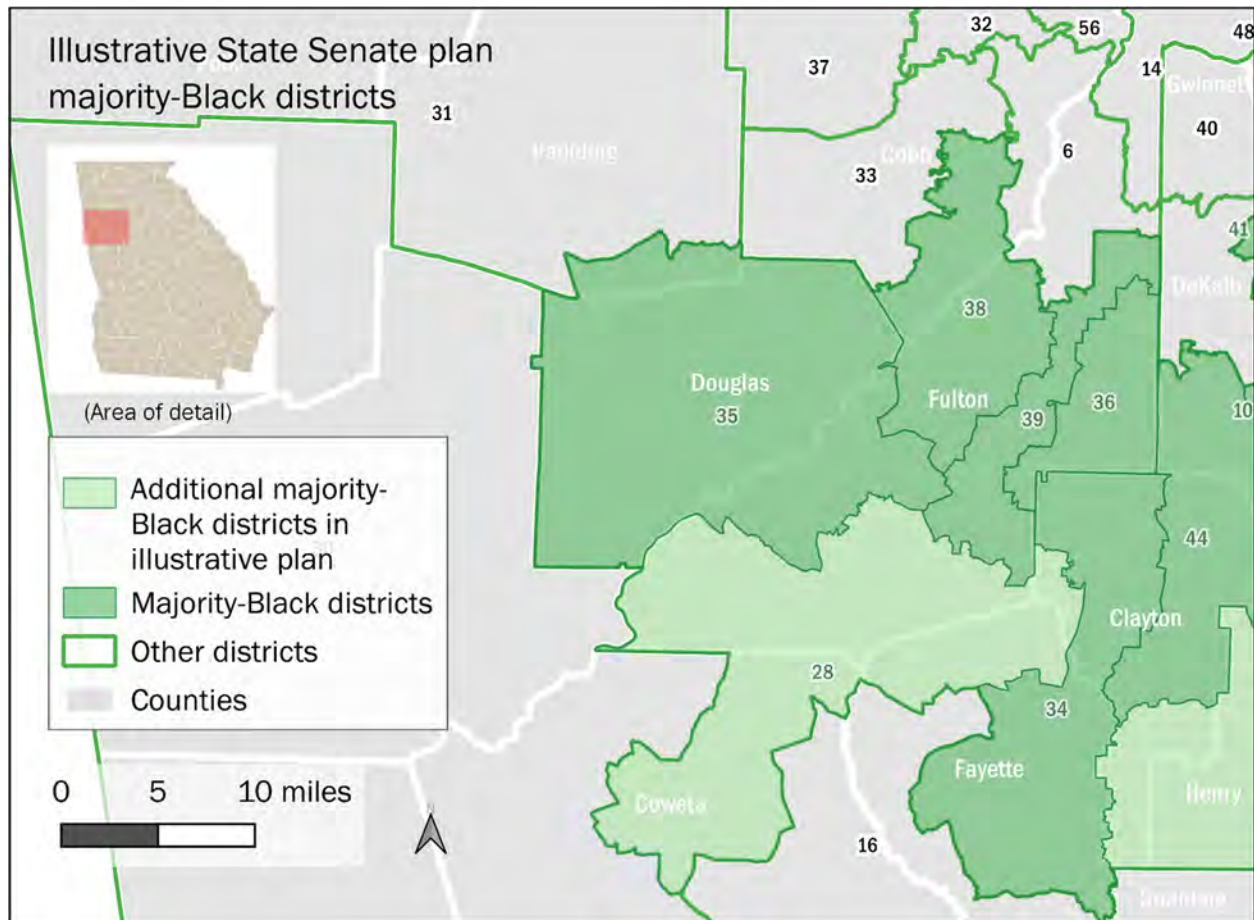 Illustrative State Senate plan
majority-Black districts
32
56
48
37
14
Gwinnett
31
40
Paulding
Cobb
6
33
41
DeKalb
38
(Area of detail)
Douglas
Fulton
36
35
39
10
Additional majority-
Black districts in
illustrative plan
Majority-Black districts
Other districts
Counties
44
Clayton
28
34
Fayette
Henry
Coweta
0 5 10 miles
16